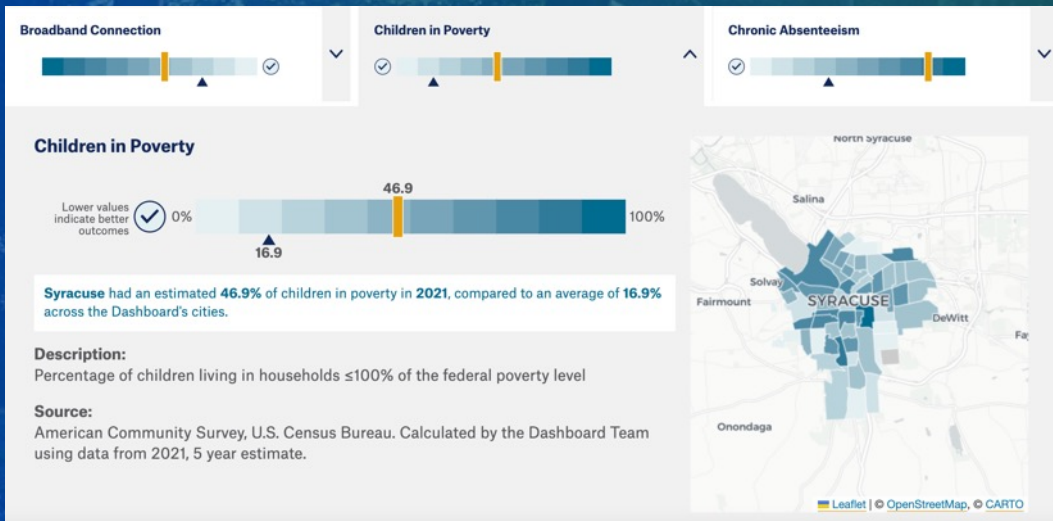 Broadband Connection
Children in Poverty
Chronic Absenteeism
Children in Poverty
46.9
Lower values
indicate better
outcomes
0%
100%
16.9
Syracuse had an estimated 46.9% of children in poverty in 2021, compared to an average of 16.9%
across the Dashboard's cities.
Description:
Percentage of children living in households ≤100% of the federal poverty level
Source:
American Community Survey, U.S. Census Bureau. Calculated by the Dashboard Team
using data from 2021, 5 year estimate.
North Syracuse
Salina
Solvay
SYRACUSE
Fairmount
DeWitt
Fa
Onondaga
Leaflet | © OpenStreetMap, © CARTO